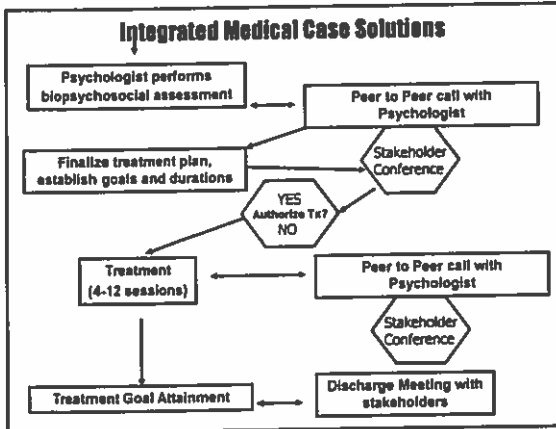 Integrated Medical Case Solutions
Psychologist performs
biopsychosocial assessment
Peer to Peer call with
Psychologist
Finalize treatment plan,
establish goals and durations
Stakeholder
Conference
YES
Authorize Tx?
NO
Treatment
(4-12 sessions)
Peer to Peer call with
Psychologist
Stakeholder
Conference
Treatment Goal Attainment
Discharge Meeting with
stakeholders